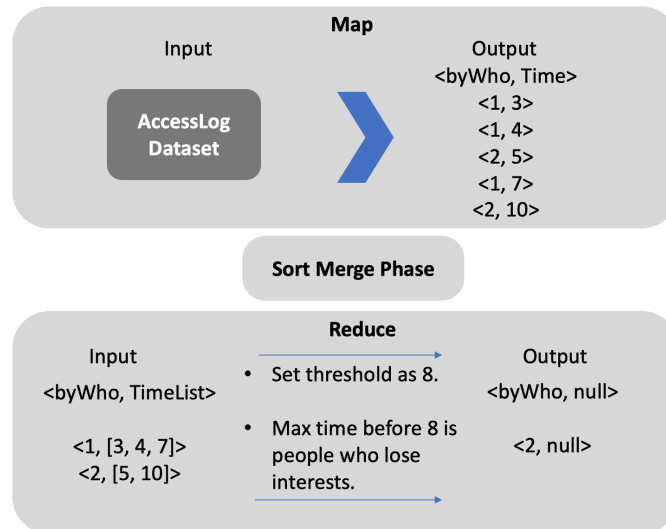 Map
Input
Output
<byWho, Time>
AccessLog
Dataset
<1, 3>
<1, 4>
<2, 5>
<1, 7>
<2, 10>
Sort Merge Phase
Reduce
Input
<byWho, TimeList>
<1, [3, 4, 7]>
<2, [5, 10]>
• Set threshold as 8.
• Max time before 8 is
people who lose
interests.
Output
<byWho, null>
<2, null>